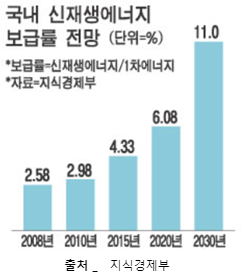 국내 신재생에너지
보급률 전망 (단위=%)
*보급률=신재생에너지/1차에너지
*자료=지식경제부
11.0
6.08
4.33
2.98
2.58
2008년 2010년 2015년 2020년 2030년
출처 _ 지식경제부